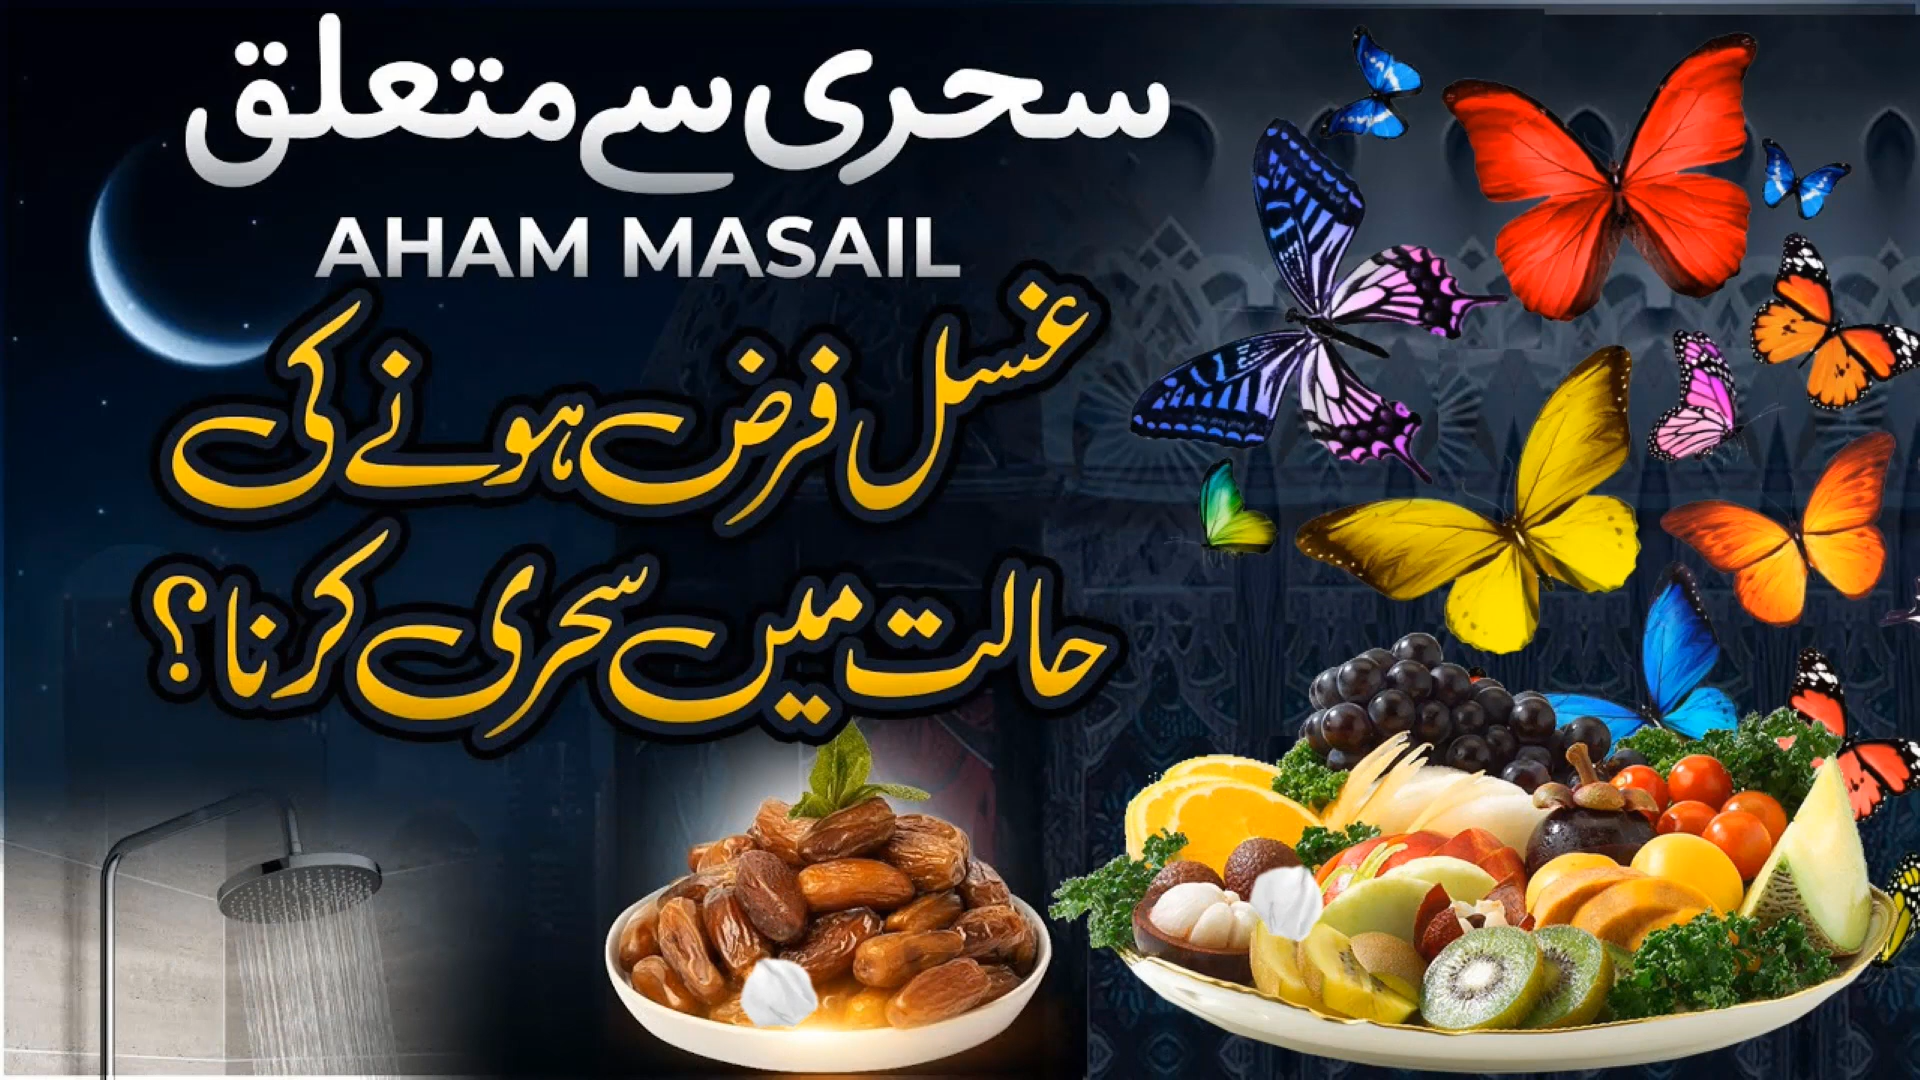 سحری سے متعلق
AHAM MASAIL
غسل فرض ہونے کی
حالت میں سحری کرنا؟